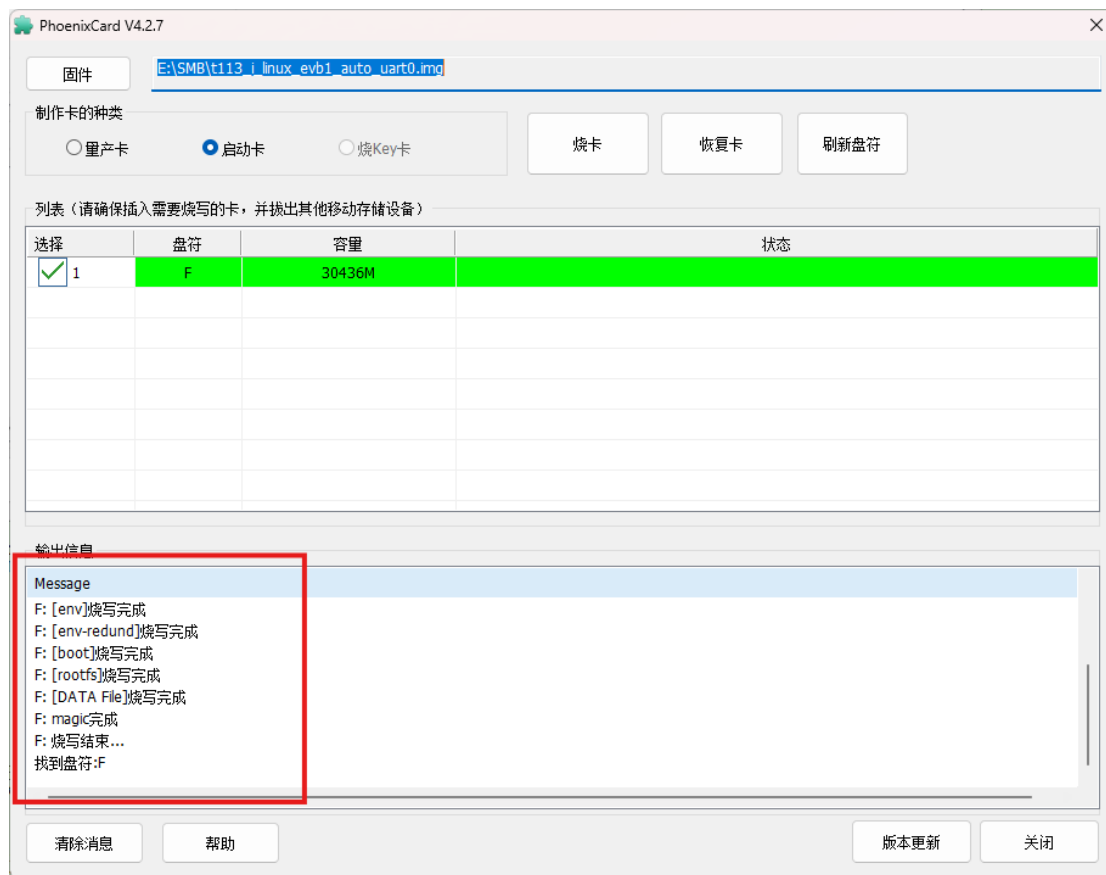 PhoenixCard V4.2.7
固件
E:\SMB\t113_i_linux_evb1_auto_uart0.img
制作卡的种类
量产卡
启动卡
烧Key卡
烧卡
恢复卡
刷新盘符
列表（请确保插入需要烧写的卡，并拔出其他移动存储设备）
选择 盘符 容量 状态
1 F 30436M
输出信息
Message
F: [env]烧写完成
F: [env-redund]烧写完成
F: [boot]烧写完成
F: [rootfs]烧写完成
F: [DATA File]烧写完成
F: magic完成
F: 烧写结束...
找到盘符:F
清除消息
帮助
版本更新
关闭